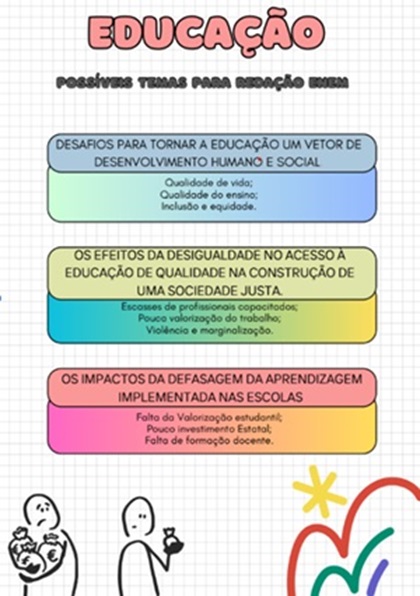 EDUCAÇÃO
POSSÍVEIS TEMAS PARA REDAÇÃO ENEM
DESAFIOS PARA TORNAR A EDUCAÇÃO UM VETOR DE
DESENVOLVIMENTO HUMANO E SOCIAL
Qualidade de vida;
Qualidade do ensino;
Inclusão e equidade.
OS EFEITOS DA DESIGUALDADE NO ACESSO À
EDUCAÇÃO DE QUALIDADE NA CONSTRUÇÃO DE
UMA SOCIEDADE JUSTA.
Escasses de profissionais capacitados;
Pouca valorização do trabalho;
Violência e marginalização.
OS IMPACTOS DA DEFASAGEM DA APRENDIZAGEM
IMPLEMENTADA NAS ESCOLAS
Falta da Valorização estudantil;
Pouco investimento Estatal;
Falta de formação docente.